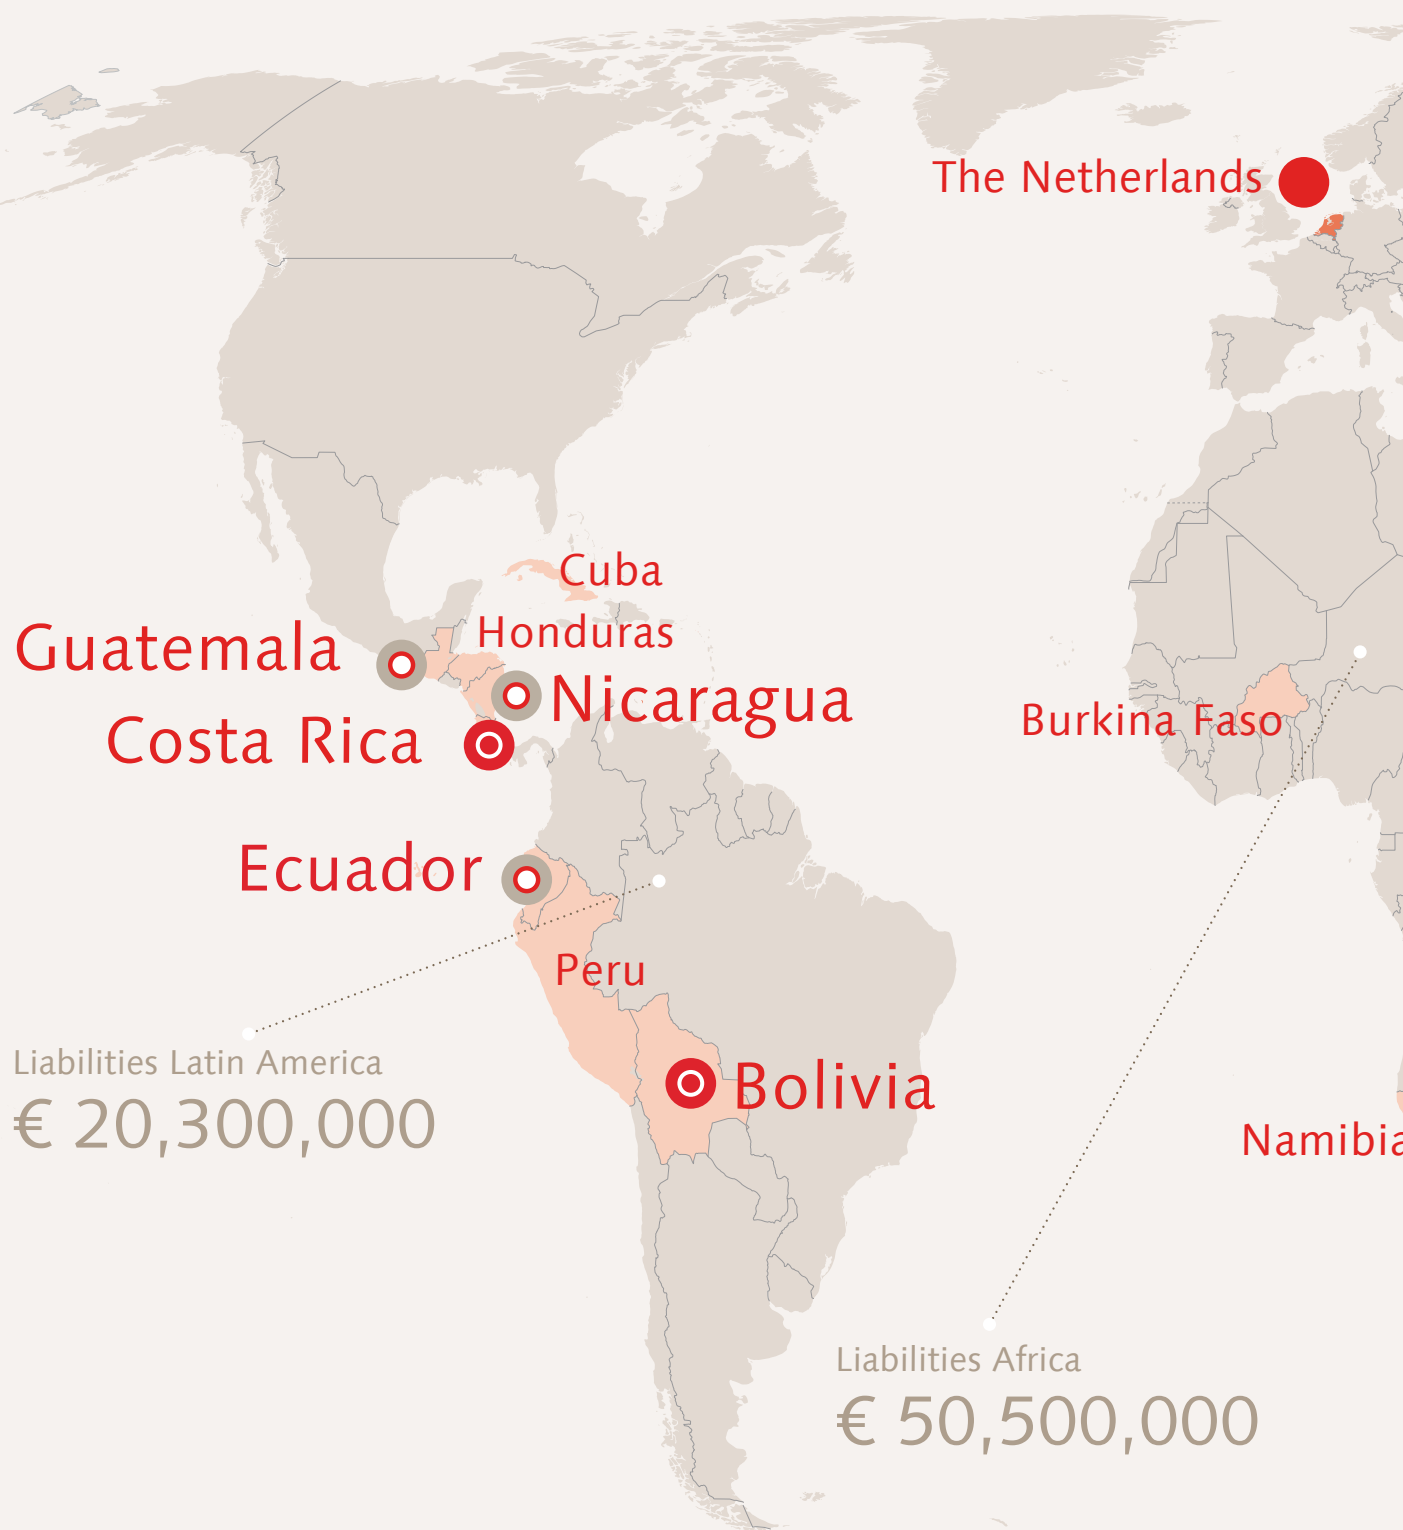 The Netherlands
Cuba
Honduras
Guatemala
Nicaragua
Costa Rica
Burkina Faso
Ecuador
Peru
Liabilities Latin America
€ 20,300,000
Bolivia
Namibia
Liabilities Africa
€ 50,500,000